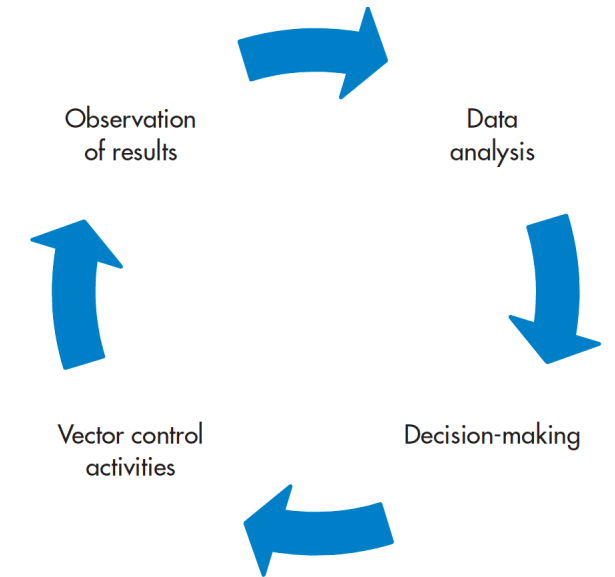 Observation
of results
Data
analysis
Vector control
activities
Decision-making